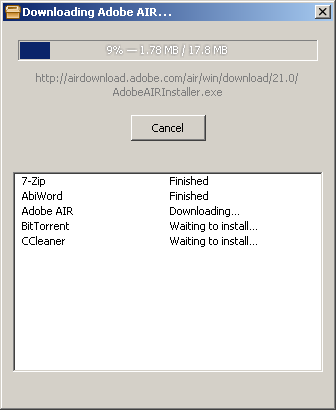 Downloading Adobe AIR...
9% — 1.78 MB / 17.8 MB
http://airdownload.adobe.com/air/win/download/21.0/
AdobeAIRInstaller.exe
Cancel
7-Zip Finished
AbiWord Finished
Adobe AIR Downloading...
BitTorrent Waiting to install...
CCleaner Waiting to install...